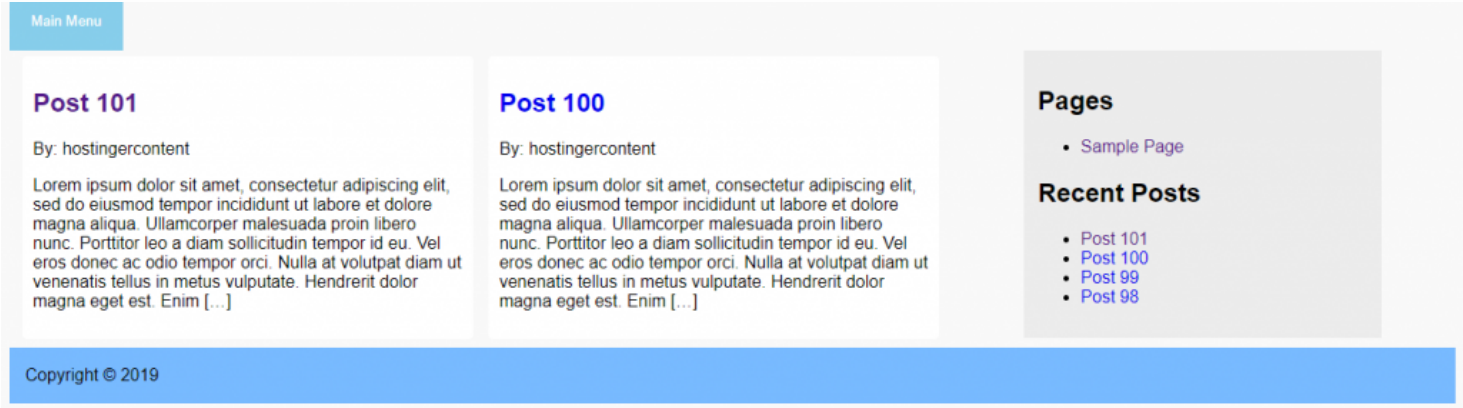 Main Menu
Post 101
By: hostingercontent
Lorem ipsum dolor sit amet, consectetur adipiscing elit,
sed do eiusmod tempor incididunt ut labore et dolore
magna aliqua. Ullamcorper malesuada proin libero
nunc. Porttitor leo a diam sollicitudin tempor id eu. Vel
eros donec ac odio tempor orci. Nulla at volutpat diam ut
venenatis tellus in metus vulputate. Hendrerit dolor
magna eget est. Enim […]
Post 100
By: hostingercontent
Lorem ipsum dolor sit amet, consectetur adipiscing elit,
sed do eiusmod tempor incididunt ut labore et dolore
magna aliqua. Ullamcorper malesuada proin libero
nunc. Porttitor leo a diam sollicitudin tempor id eu. Vel
eros donec ac odio tempor orci. Nulla at volutpat diam ut
venenatis tellus in metus vulputate. Hendrerit dolor
magna eget est. Enim […]
Pages
• Sample Page
Recent Posts
• Post 101
• Post 100
• Post 99
• Post 98
Copyright © 2019